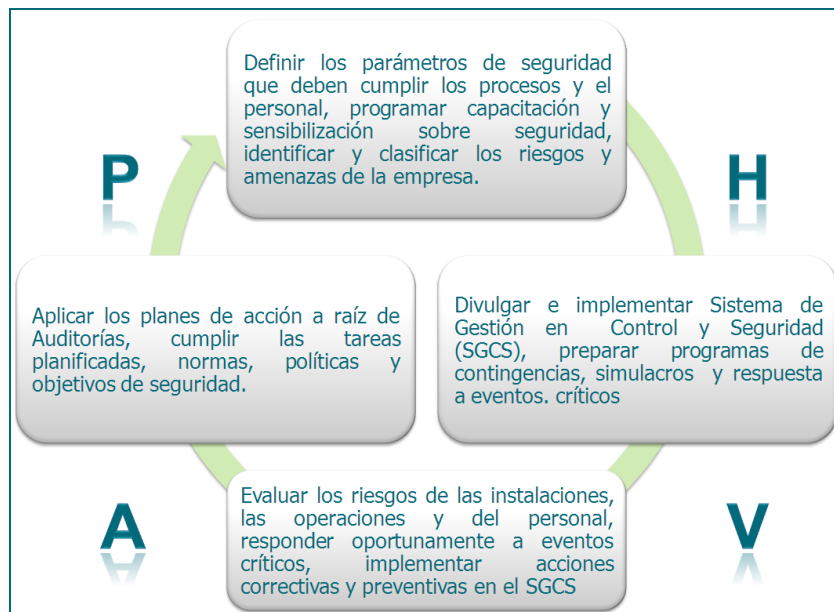 Definir los parámetros de seguridad
que deben cumplir los procesos y el
personal, programar capacitación y
sensibilización sobre seguridad,
identificar y clasificar los riesgos y
amenazas de la empresa.
P
H
Aplicar los planes de acción a raíz de
Auditorías, cumplir las tareas
planificadas, normas, políticas y
objetivos de seguridad.
Divulgar e implementar Sistema de
Gestión en Control y Seguridad
(SGCS), preparar programas de
contingencias, simulacros y respuesta
a eventos. críticos
Evaluar los riesgos de las instalaciones,
las operaciones y del personal,
responder oportunamente a eventos
críticos, implementar acciones
correctivas y preventivas en el SGCS
A
V